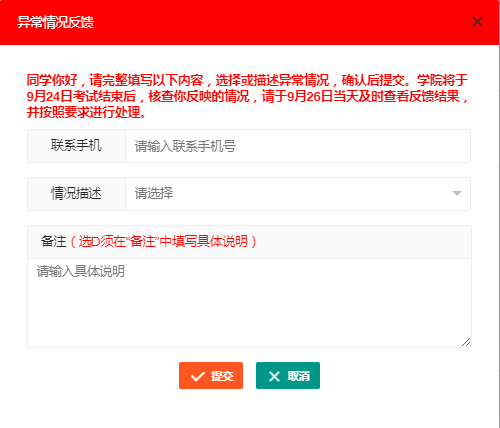 异常情况反馈
同学你好，请完整填写以下内容，选择或描述异常情况，确认后提交。学院将于
9月24日考试结束后，核查你反映的情况，请于9月26日当天及时查看反馈结果，
并按照要求进行处理。
联系手机 请输入联系手机号
情况描述 请选择
备注（选D须在"备注"中填写具体说明）
请输入具体说明
提交 取消